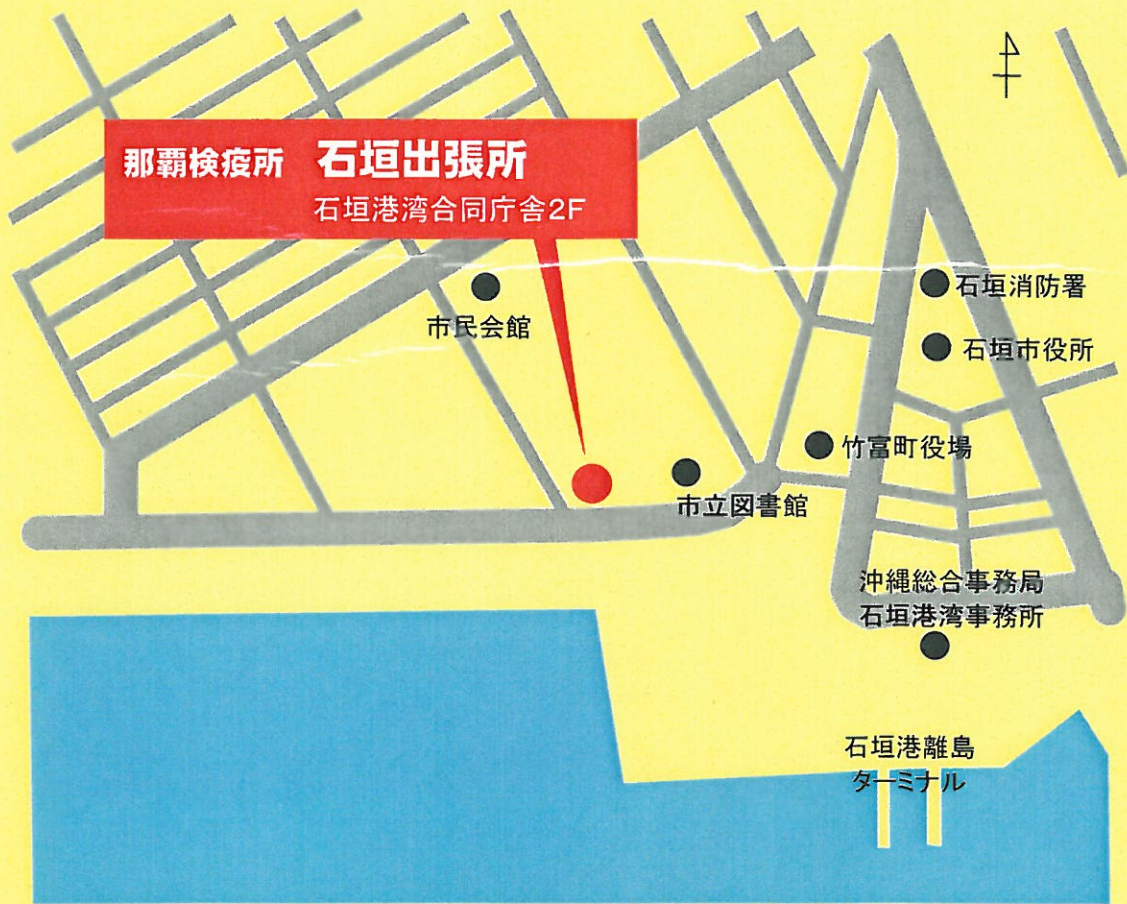 那覇検疫所 石垣出張所
石垣港湾合同庁舎2F
市民会館
石垣消防署
石垣市役所
竹富町役場
市立図書館
沖縄総合事務局
石垣港湾事務所
石垣港離島
ターミナル